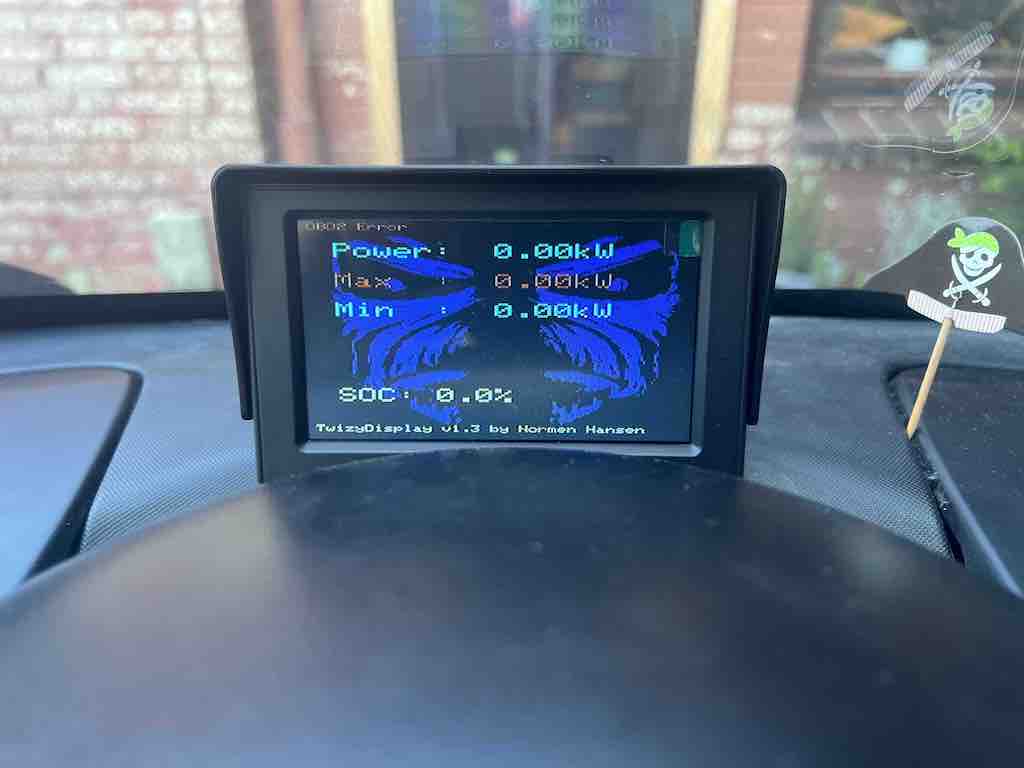 OBD2 Error
Power: 0.00kW
Max : 0.00kW
Min : 0.00kW
SOC: 0.0%
TwizyDisplay v1.3 by Normen Hansen